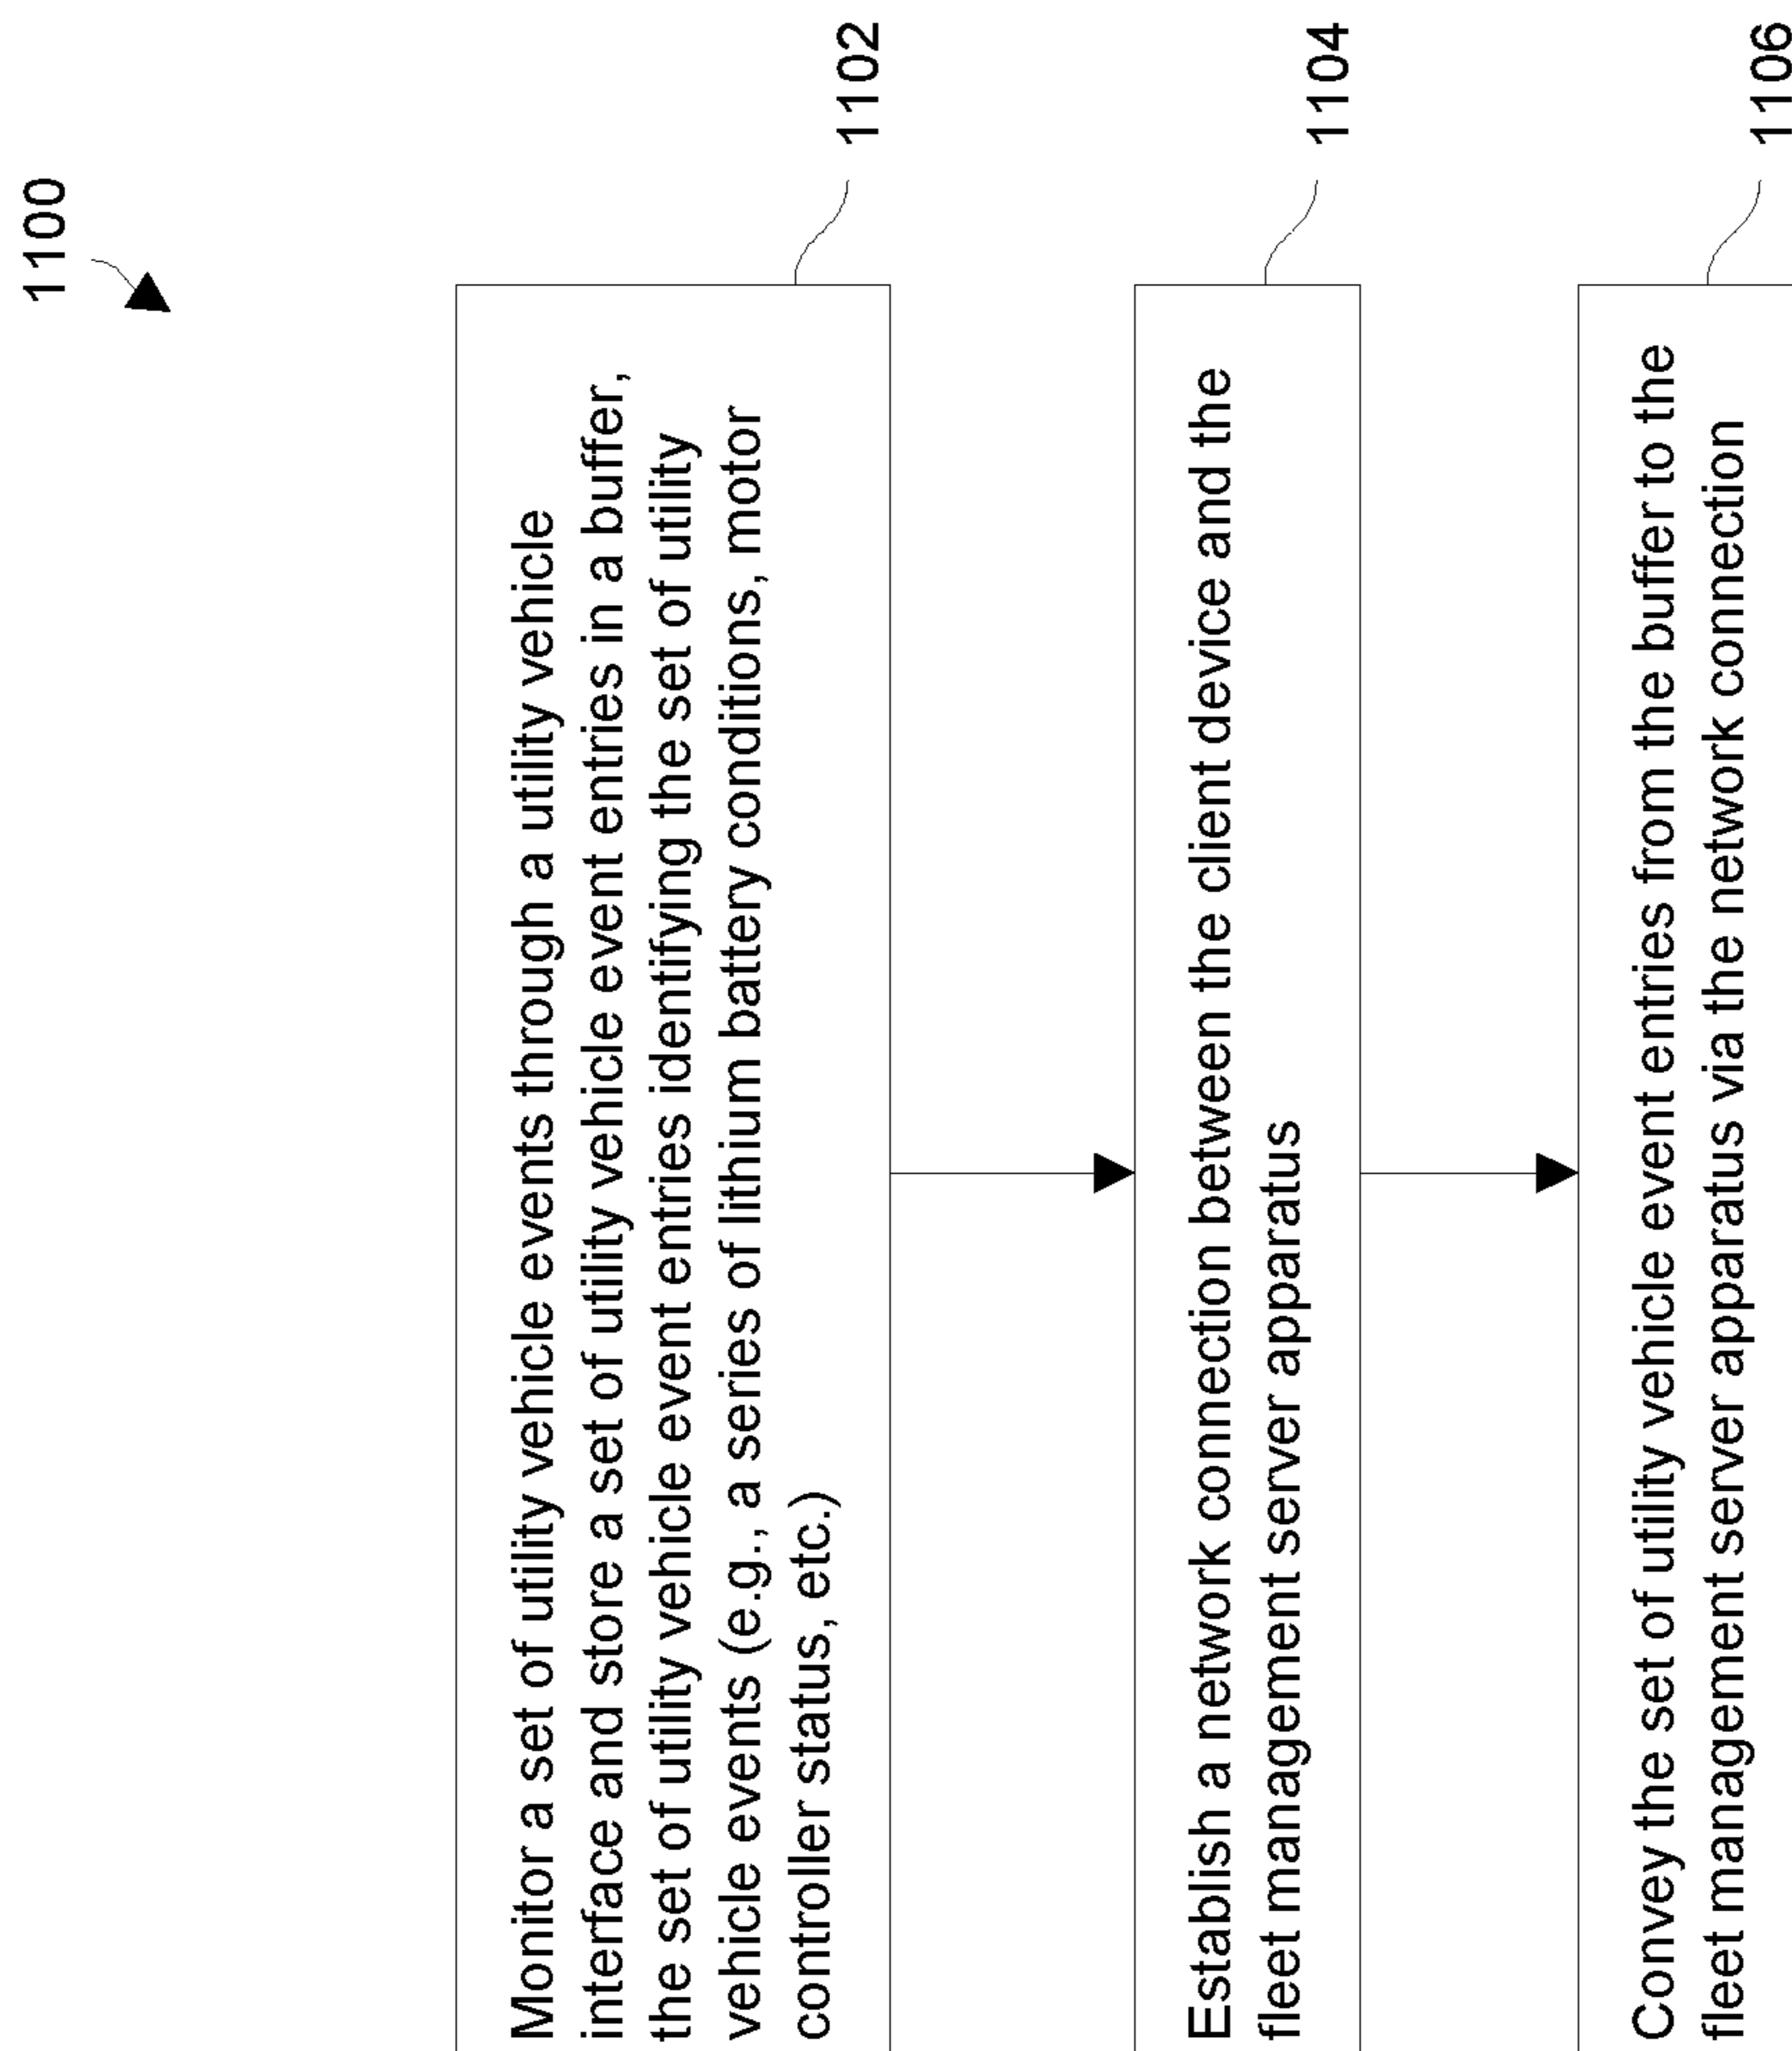 1100
Monitor a set of utility vehicle events through a utility vehicle
interface and store a set of utility vehicle event entries in a buffer,
the set of utility vehicle event entries identifying the set of utility
vehicle events (e.g., a series of lithium battery conditions, motor
controller status, etc.)
1102
Establish a network connection between the client device and the
fleet management server apparatus
1104
Convey the set of utility vehicle event entries from the buffer to the
fleet management server apparatus via the network connection
1106